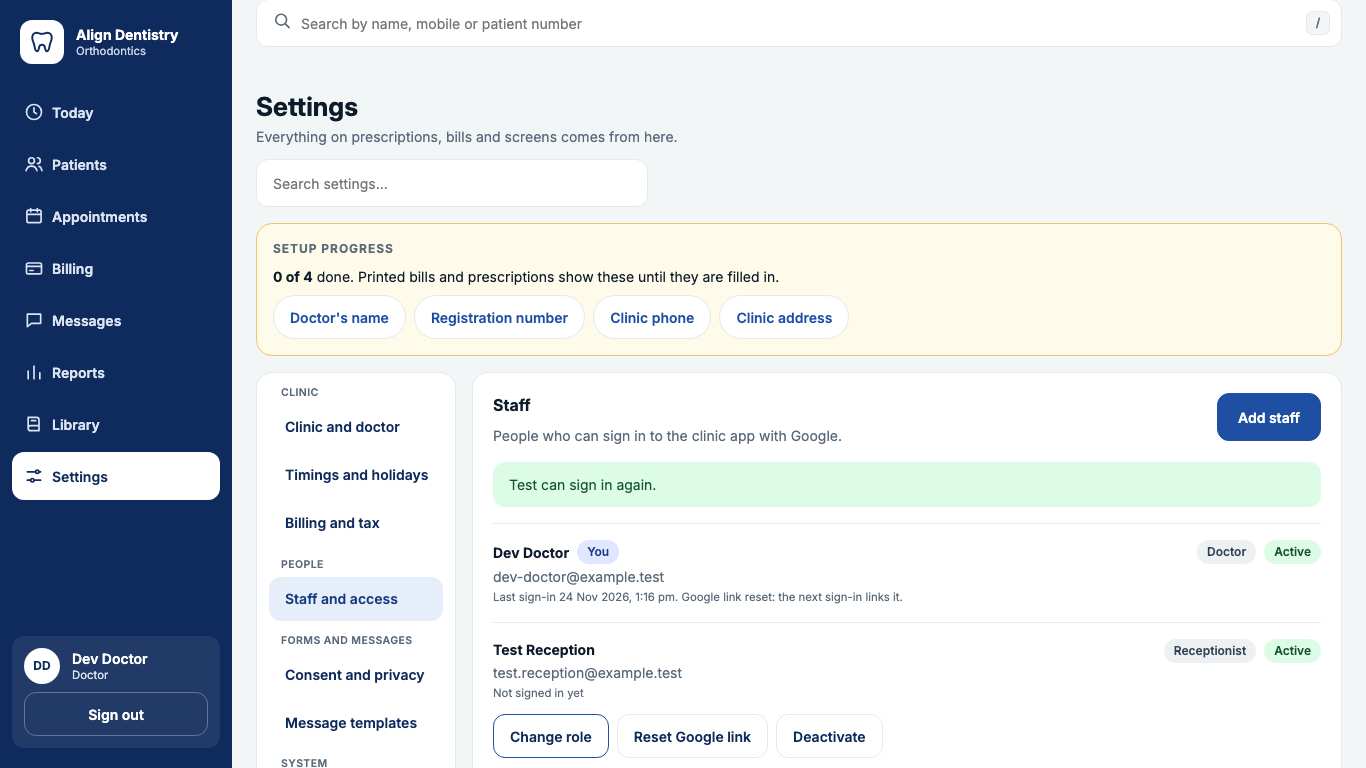 Align Dentistry
Orthodontics
Today
Patients
Appointments
Billing
Messages
Reports
Library
Settings
DD
Dev Doctor
Doctor
Sign out
Search by name, mobile or patient number
/
Settings
Everything on prescriptions, bills and screens comes from here.
Search settings...
SETUP PROGRESS
0 of 4 done. Printed bills and prescriptions show these until they are filled in.
Doctor's name
Registration number
Clinic phone
Clinic address
CLINIC
Clinic and doctor
Timings and holidays
Billing and tax
PEOPLE
Staff and access
FORMS AND MESSAGES
Consent and privacy
Message templates
SYSTEM
Staff
People who can sign in to the clinic app with Google.
Add staff
Test can sign in again.
Dev Doctor You Doctor Active
dev-doctor@example.test
Last sign-in 24 Nov 2026, 1:16 pm. Google link reset: the next sign-in links it.
Test Reception Receptionist Active
test.reception@example.test
Not signed in yet
Change role Reset Google link Deactivate